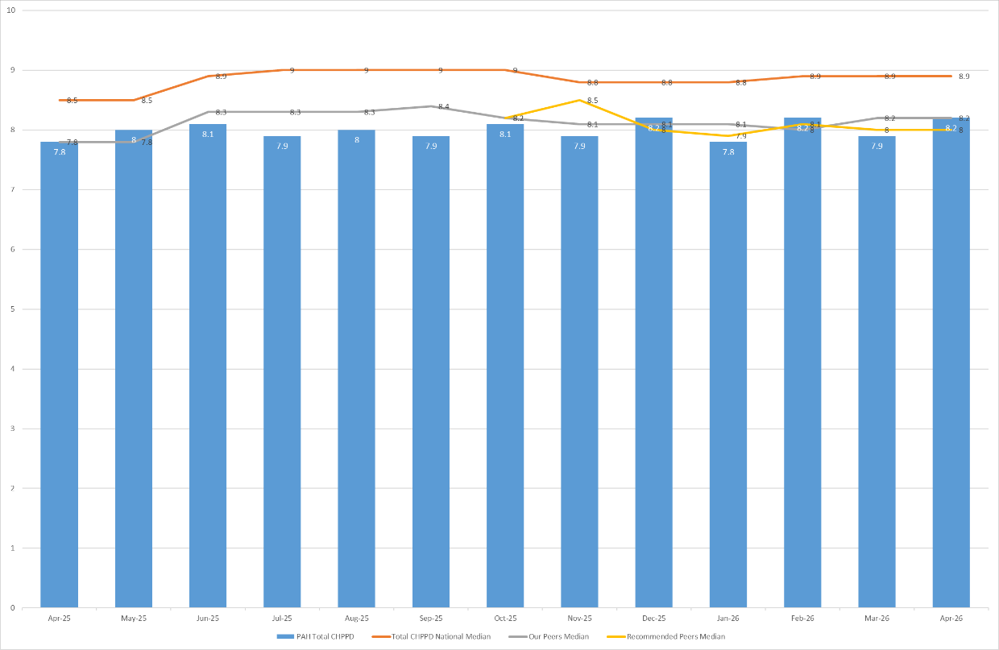 10
9
8
7
6
5
4
3
2
1
0
8.5 8.5 8.9 9 9 9 9 8.8 8.8 8.8 8.9 8.9 8.9
7.8 7.8 8.3 8.3 8.3 8.4 8.2 8.1 8.1 8.1 8 8.2 8.2
8.5 8 7.9 8.1 8 8
7.8 8 8.1 7.9 8 7.9 8.1 7.9 8.2 7.8 8.2 7.9 8.2
Apr-25 May-25 Jun-25 Jul-25 Aug-25 Sep-25 Oct-25 Nov-25 Dec-25 Jan-26 Feb-26 Mar-26 Apr-26
PAH Total CHPPD Total CHPPD National Median Our Peers Median Recommended Peers Median